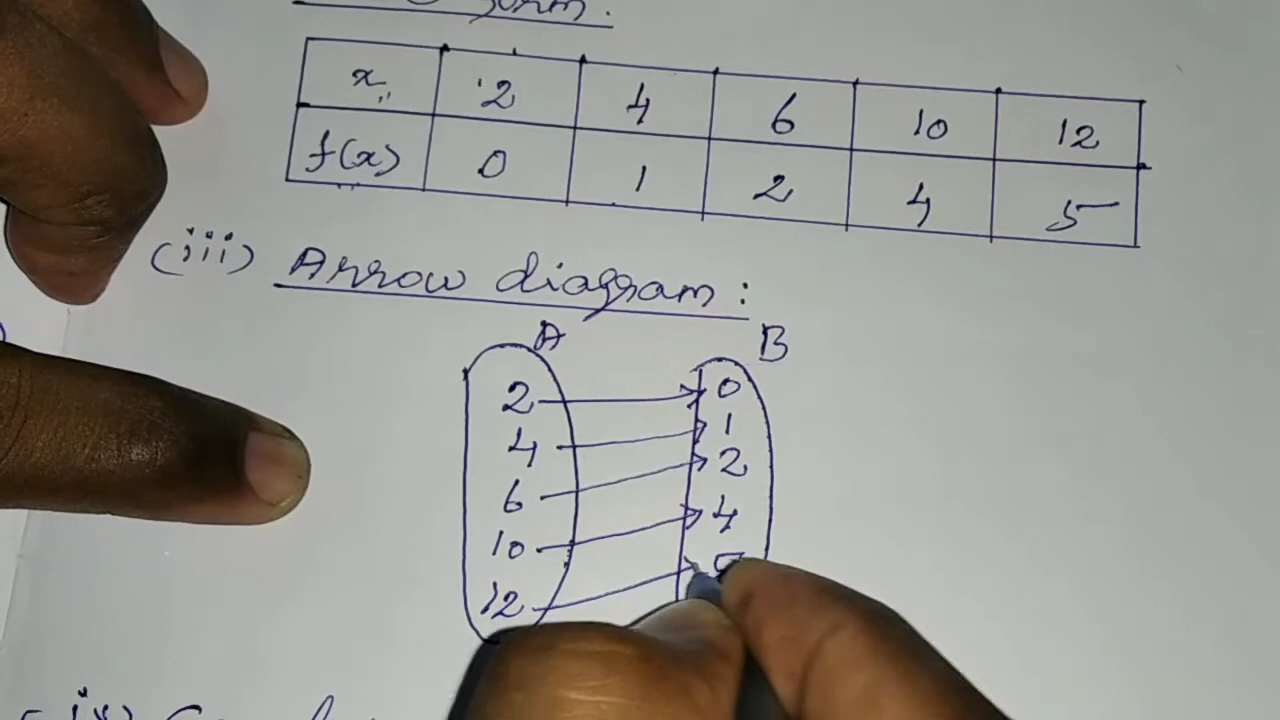 form.
x 2 4 6 10 12
f(x) 0 1 2 4 5
(iii) Arrow diagram :
A B
2 0
4 1
6 2
10 4
12